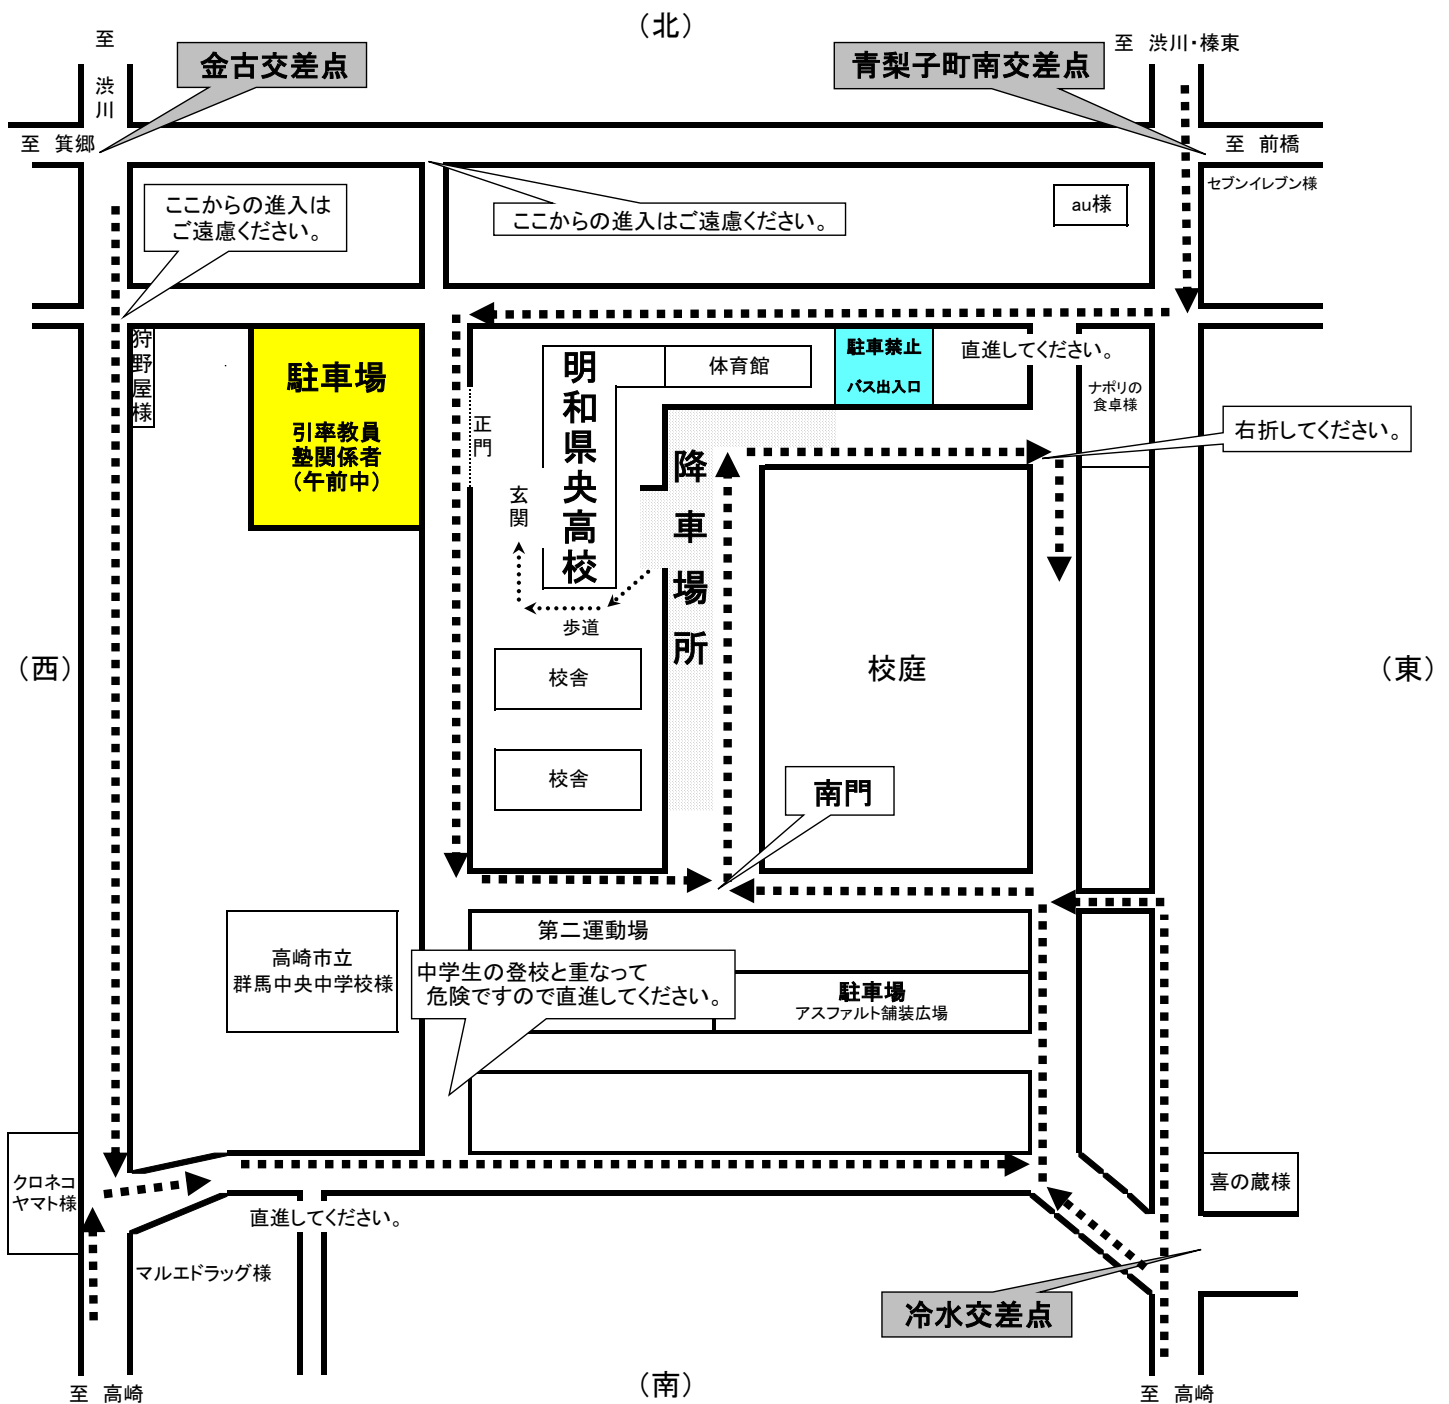 （北）
至
渋川
金古交差点
青梨子町南交差点
至 渋川・榛東
至 箕郷
至 前橋
セブンイレブン様
ここからの進入は
ご遠慮ください。
ここからの進入はご遠慮ください。
au様
狩野屋様
駐車場
引率教員
塾関係者
（午前中）
明和県央高校
体育館
駐車禁止
バス出入口
直進してください。
ナポリの
食卓様
正門
右折してください。
玄関
降車場所
歩道
（西）
校舎
校庭
（東）
校舎
南門
第二運動場
高崎市立
群馬中央中学校様
中学生の登校と重なって
危険ですので直進してください。
駐車場
アスファルト舗装広場
クロネコ
ヤマト様
喜の蔵様
直進してください。
マルエドラッグ様
冷水交差点
（南）
至 高崎
至 高崎